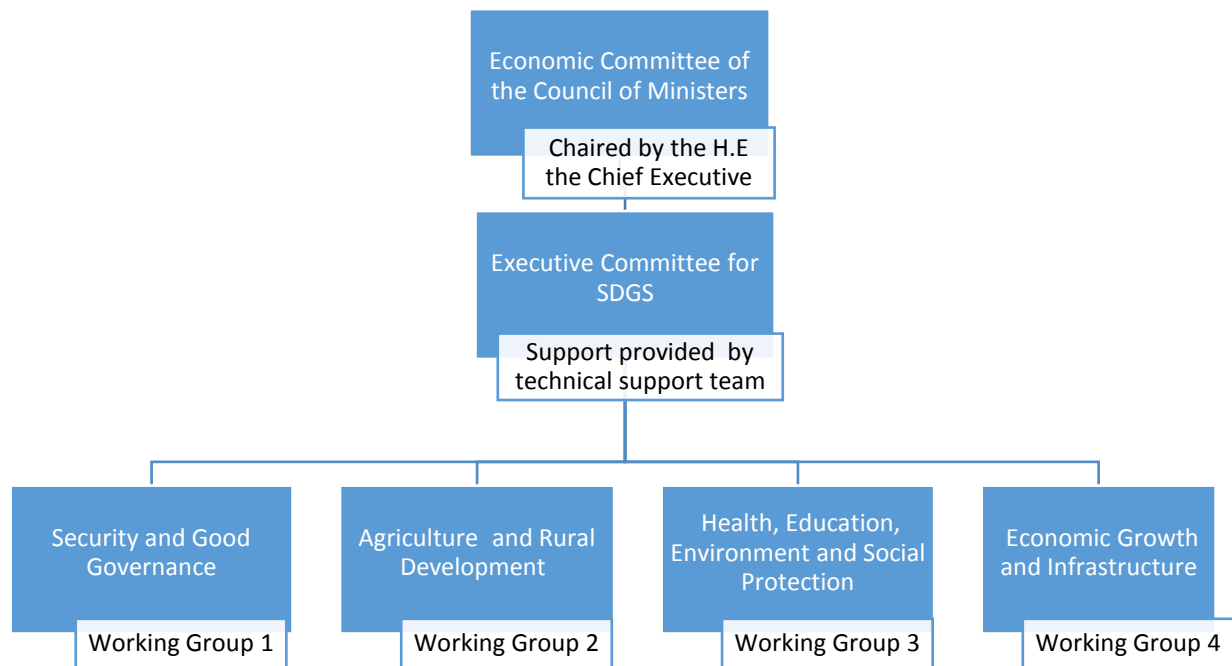 Economic Committee of
the Council of Ministers
Chaired by the H.E
the Chief Executive
Executive Committee for
SDGS
Support provided by
technical support team
Security and Good
Governance
Working Group 1
Agriculture and Rural
Development
Working Group 2
Health, Education,
Environment and Social
Protection
Working Group 3
Economic Growth
and Infrastructure
Working Group 4